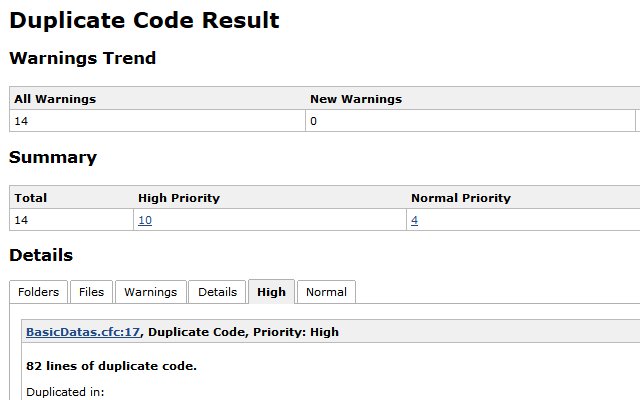 Duplicate Code Result
Warnings Trend
All Warnings New Warnings
14 0
Summary
Total High Priority Normal Priority
14 10 4
Details
Folders Files Warnings Details High Normal
BasicDatas.cfc:17, Duplicate Code, Priority: High
82 lines of duplicate code.
Duplicated in: